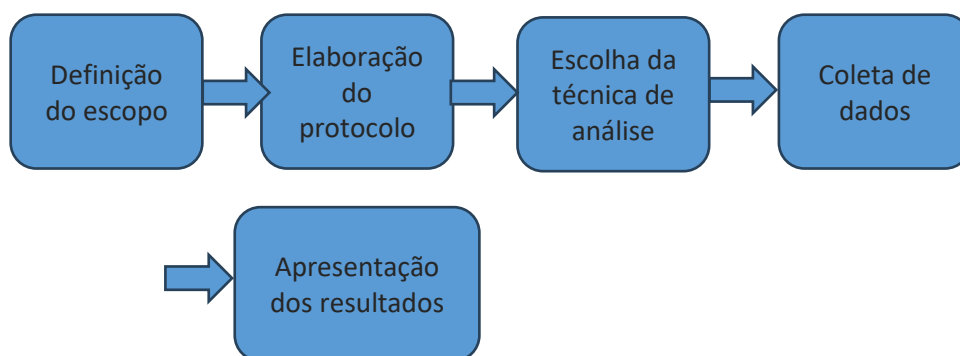 Definição
do escopo
Elaboração
do
protocolo
Escolha da
técnica de
análise
Coleta de
dados
Apresentação
dos resultados